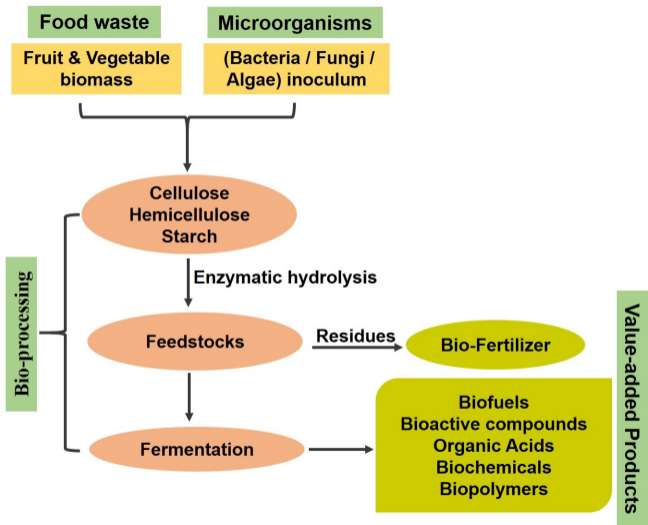 Food waste
Microorganisms
Fruit & Vegetable
biomass
(Bacteria / Fungi /
Algae) inoculum
Cellulose
Hemicellulose
Starch
Enzymatic hydrolysis
Bio-processing
Feedstocks
Residues
Bio-Fertilizer
Fermentation
Biofuels
Bioactive compounds
Organic Acids
Biochemicals
Biopolymers
Value-added Products